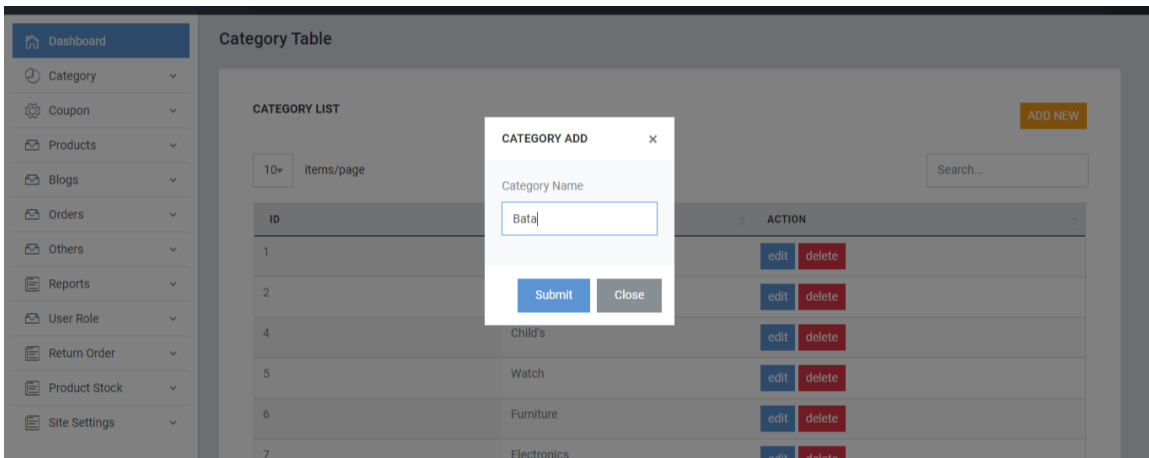 Dashboard
Category
Coupon
Products
Blogs
Orders
Others
Reports
User Role
Return Order
Product Stock
Site Settings
Category Table
CATEGORY LIST
ADD NEW
10 items/page
Search...
ID ACTION
1 edit delete
2 edit delete
4 Child's edit delete
5 Watch edit delete
6 Furniture edit delete
7 Electronics edit delete
CATEGORY ADD ×
Category Name
Bata
Submit Close